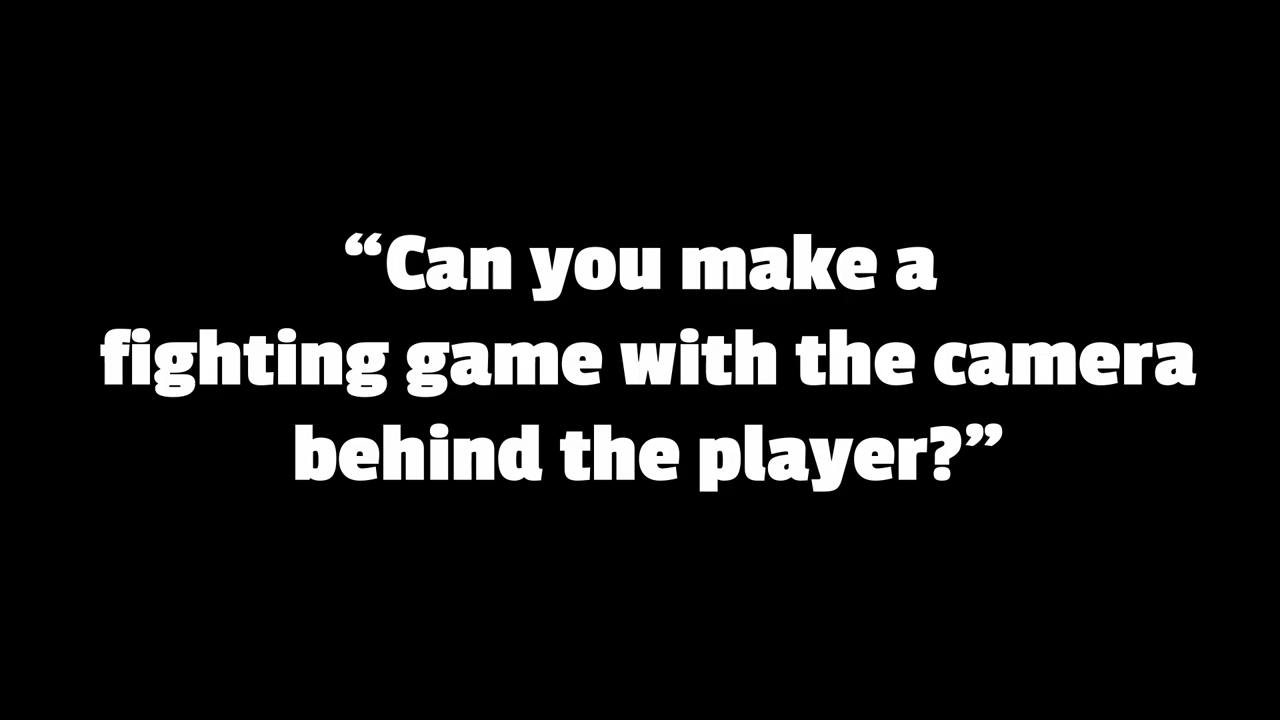 “Can you make a
fighting game with the camera
behind the player?”